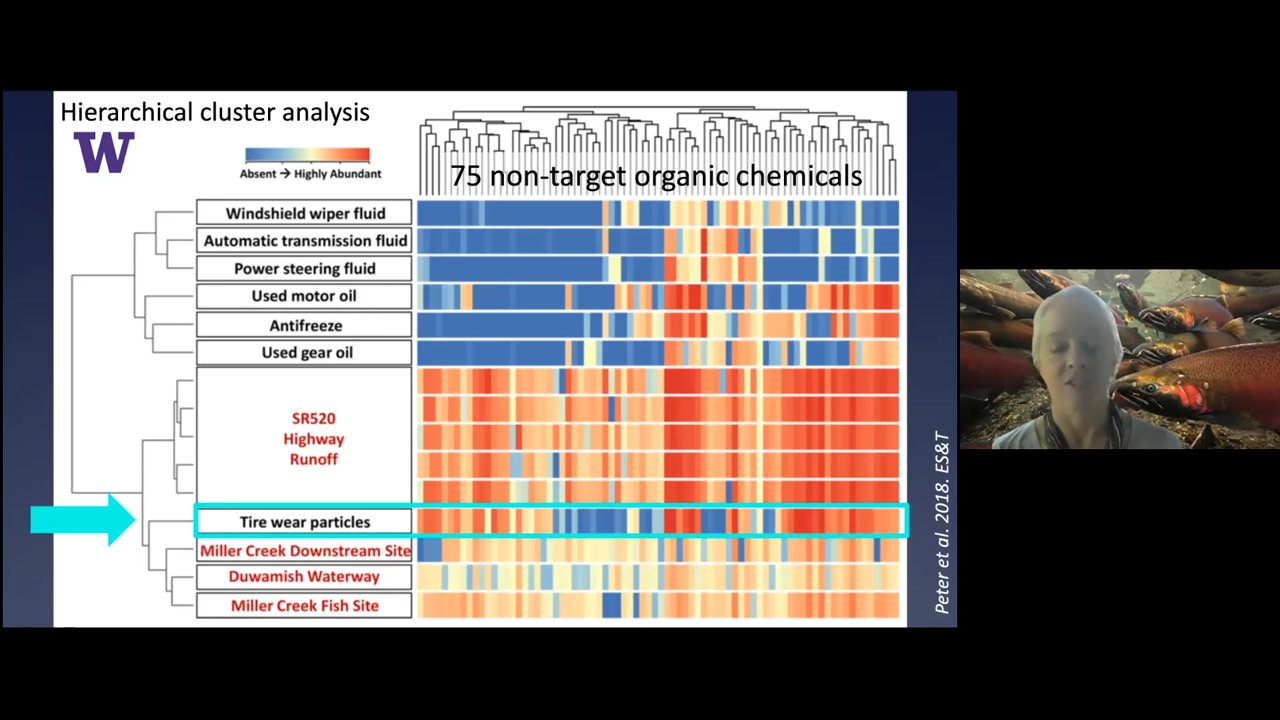 Hierarchical cluster analysis
W
Absent → Highly Abundant
75 non-target organic chemicals
Windshield wiper fluid
Automatic transmission fluid
Power steering fluid
Used motor oil
Antifreeze
Used gear oil
SR520
Highway
Runoff
Tire wear particles
Miller Creek Downstream Site
Duwamish Waterway
Miller Creek Fish Site
Peter et al. 2018. ES&T